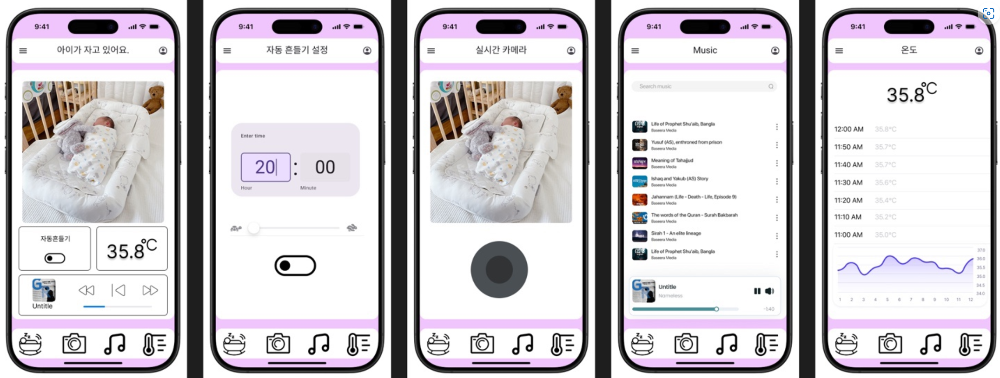 9:41
아이가 자고 있어요.
자동흔들기
35.8℃
Untitle
9:41
자동 흔들기 설정
Enter time
20 : 00
Hour Minute
9:41
실시간 카메라
9:41
Music
Search music
Life of Prophet Shu'aib, Bangla
Baseera Media
Yusuf (AS), enthroned from prison
Baseera Media
Meaning of Tahajjud
Baseera Media
Ishaq and Yakub (AS) Story
Baseera Media
Jahannam (Life - Death - Life, Episode 9)
Baseera Media
The words of the Quran - Surah Bakbarah
Baseera Media
Sirah 1 - An elite lineage
Baseera Media
Life of Prophet Shu'aib, Bangla
Baseera Media
Untitle
Nameless
-1:40
9:41
온도
35.8℃
12:00 AM 35.8°C
11:50 AM 35.7°C
11:40 AM 35.7°C
11:30 AM 35.6°C
11:20 AM 35.4°C
11:10 AM 35.2°C
11:00 AM 35.0°C
37.0
36.0
35.5
35.0
34.5
34.0
1 2 3 4 5 6 7 8 9 10 11 12